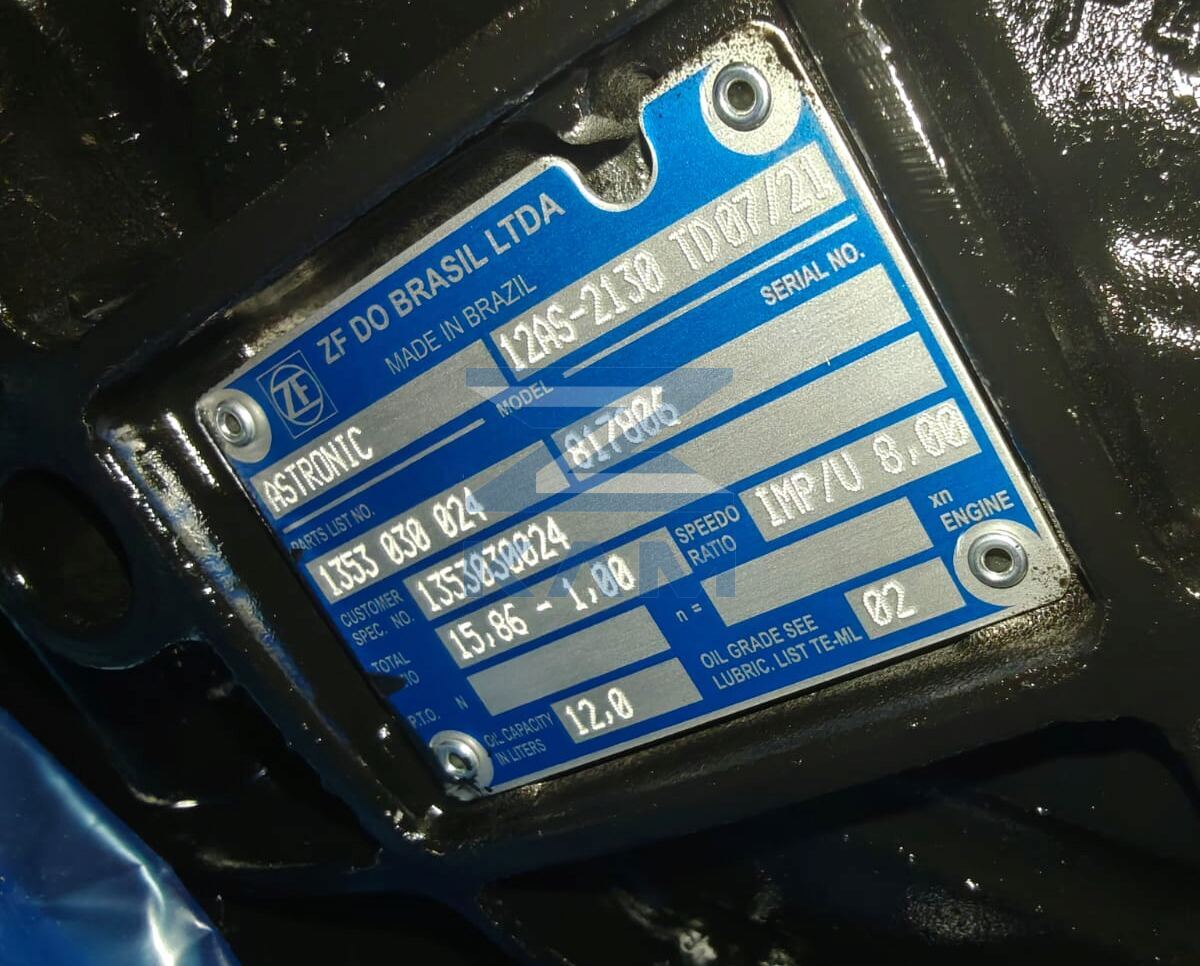 ZF
ZF DO BRASIL LTDA
MADE IN BRAZIL
ASTRONIC 12AS-2130 TD07/21
MODEL
PARTS LIST NO. SERIAL NO.
1353 030 024 817806
CUSTOMER SPEC. NO. 1353030024
TOTAL 15,86 - 1,00 SPEEDO RATIO IMP/U 8,00
P.T.O. N n = xn ENGINE
OIL CAPACITY IN LITERS 12,0 OIL GRADE SEE LUBRIC. LIST TE-ML 02